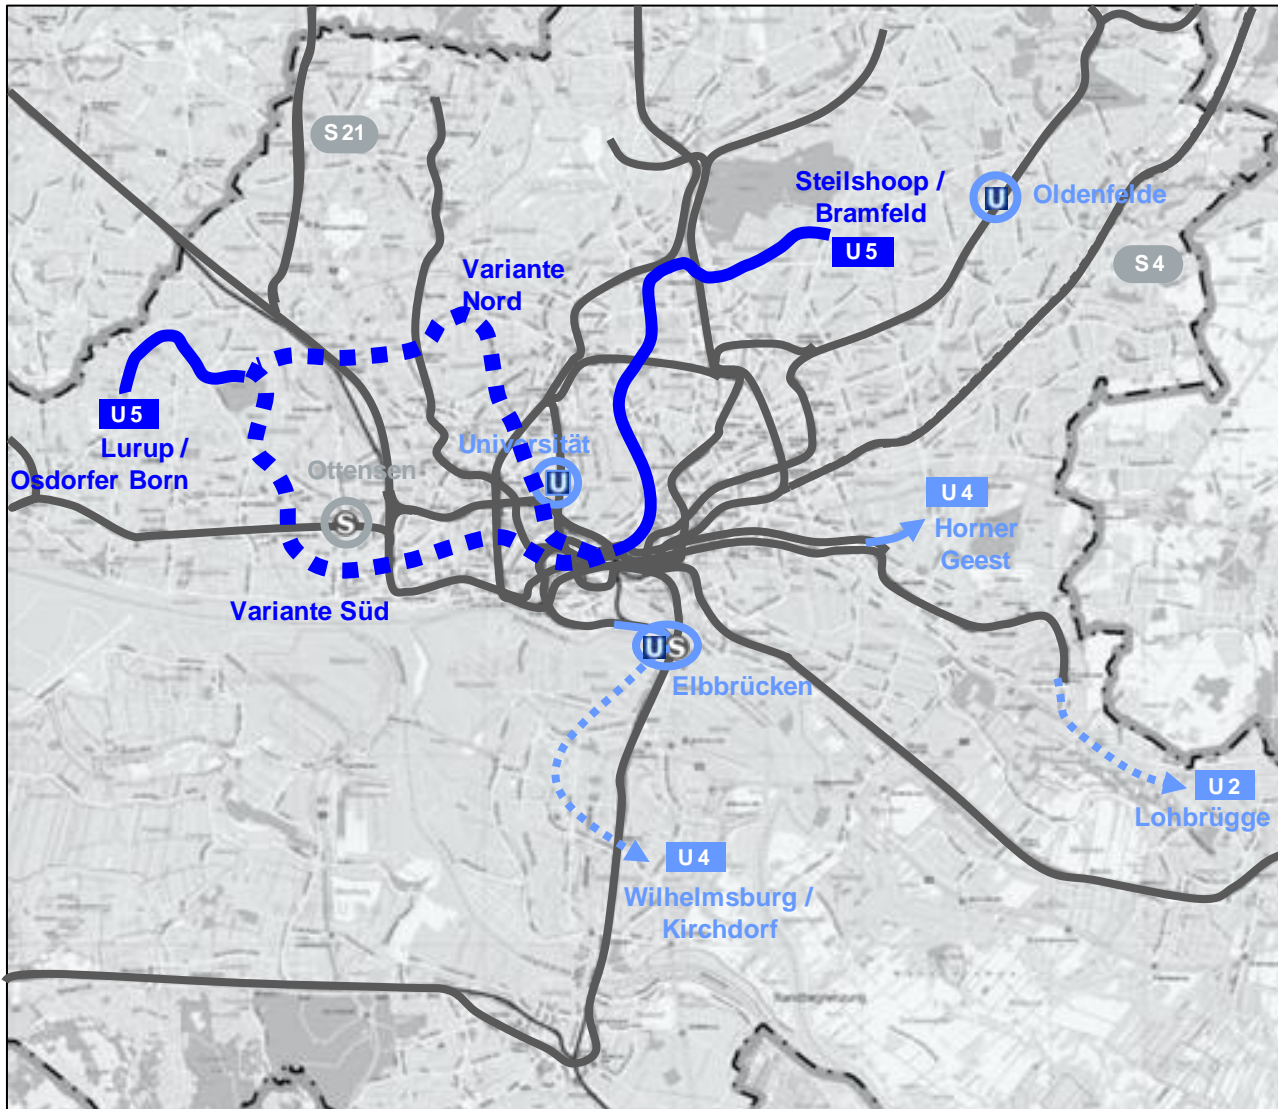 S 21
Steilshoop /
Bramfeld
U 5
U
Oldenfelde
S 4
Variante
Nord
U 5
Lurup /
Osdorfer Born
Universität
U
Ottensen
S
U 4
Horner
Geest
Variante Süd
U S
Elbbrücken
U 2
Lohbrügge
U 4
Wilhelmsburg /
Kirchdorf